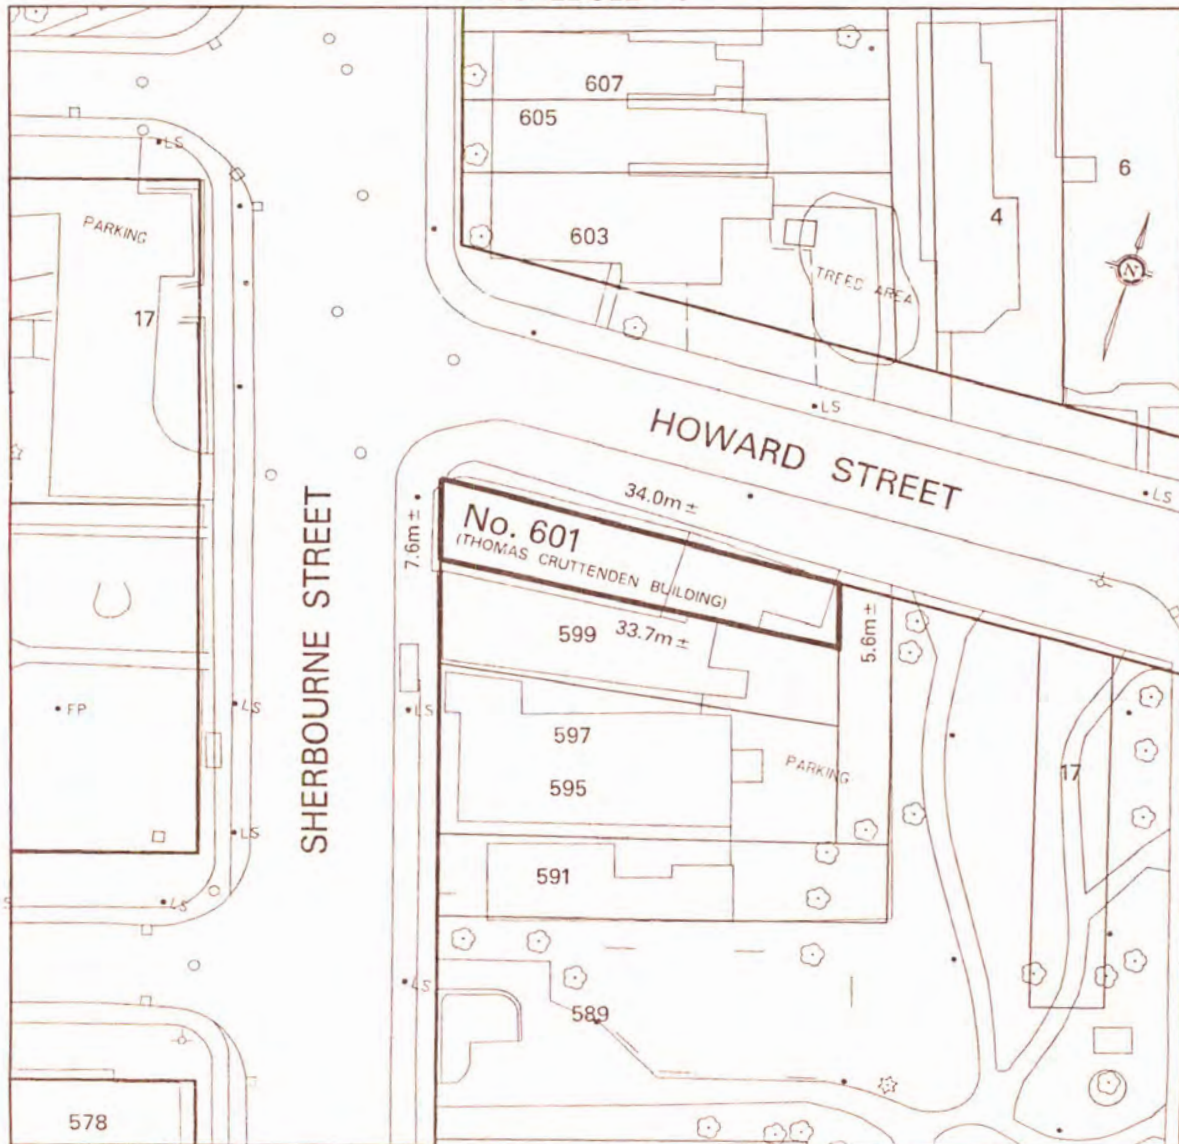 607
605
603
6
4
TREED AREA
N
PARKING
17
LS
HOWARD STREET
LS
LS
34.0m ±
No. 601
(THOMAS CRUTTENDEN BUILDING)
7.6m ±
33.7m ±
5.6m ±
SHERBOURNE STREET
599
597
595
PARKING
17
591
589
FP
LS
LS
LS
LS
LS
578